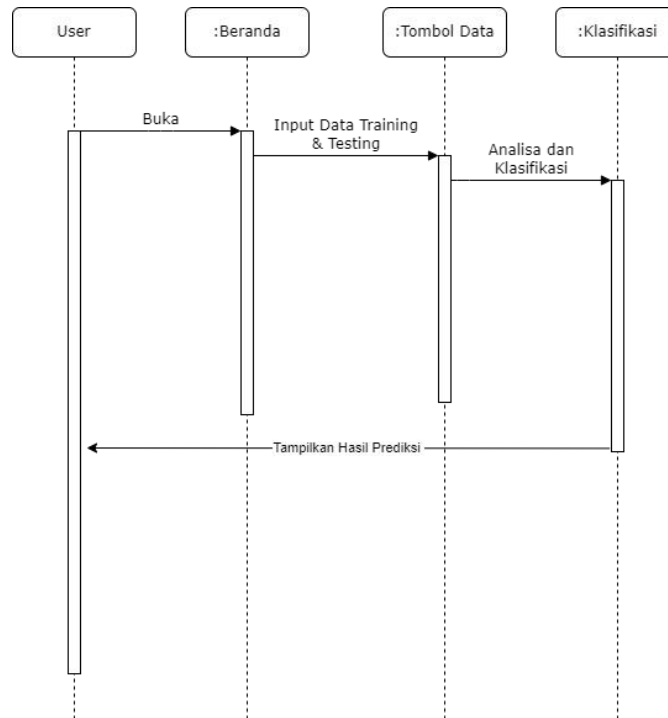 User
:Beranda
:Tombol Data
:Klasifikasi
Buka
Input Data Training
& Testing
Analisa dan
Klasifikasi
Tampilkan Hasil Prediksi